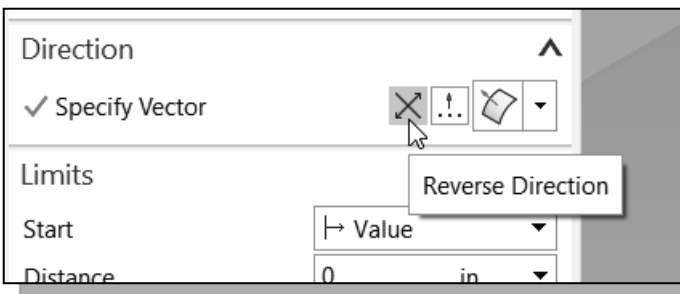 Direction
Specify Vector
Reverse Direction
Limits
Start Value
Distance 0 in